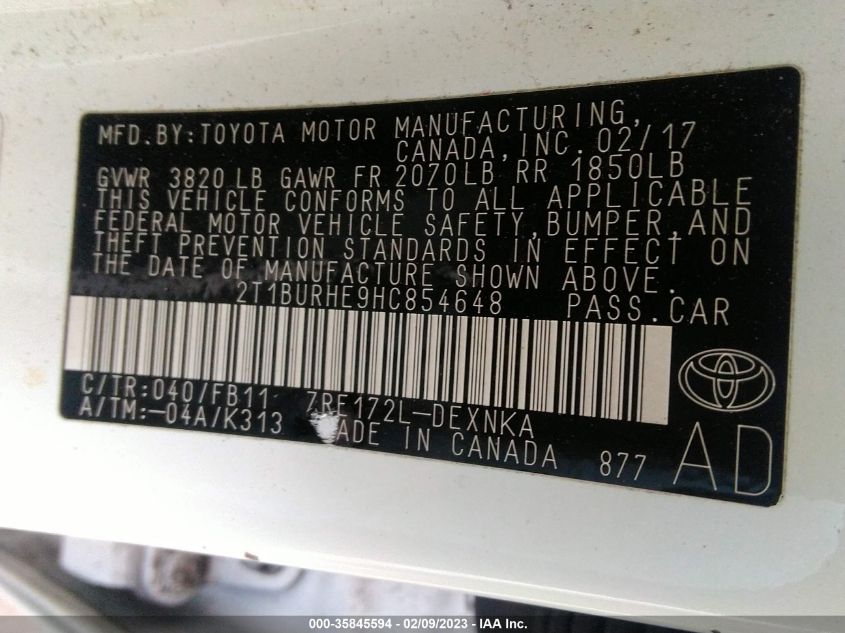 MFD.BY:TOYOTA MOTOR MANUFACTURING,
CANADA,INC. 02/17
GVWR 3820LB GAWR FR 2070LB RR 1850LB
THIS VEHICLE CONFORMS TO ALL APPLICABLE
FEDERAL MOTOR VEHICLE SAFETY,BUMPER,AND
THEFT PREVENTION STANDARDS IN EFFECT ON
THE DATE OF MANUFACTURE SHOWN ABOVE.
2T1BURHE9HC854648 PASS.CAR
C/TR:040/FB11 ZRE172L-DEXNKA
A/TM:-04A/K313 ADE IN CANADA 877
AD
000-35845594 - 02/09/2023 - IAA Inc.